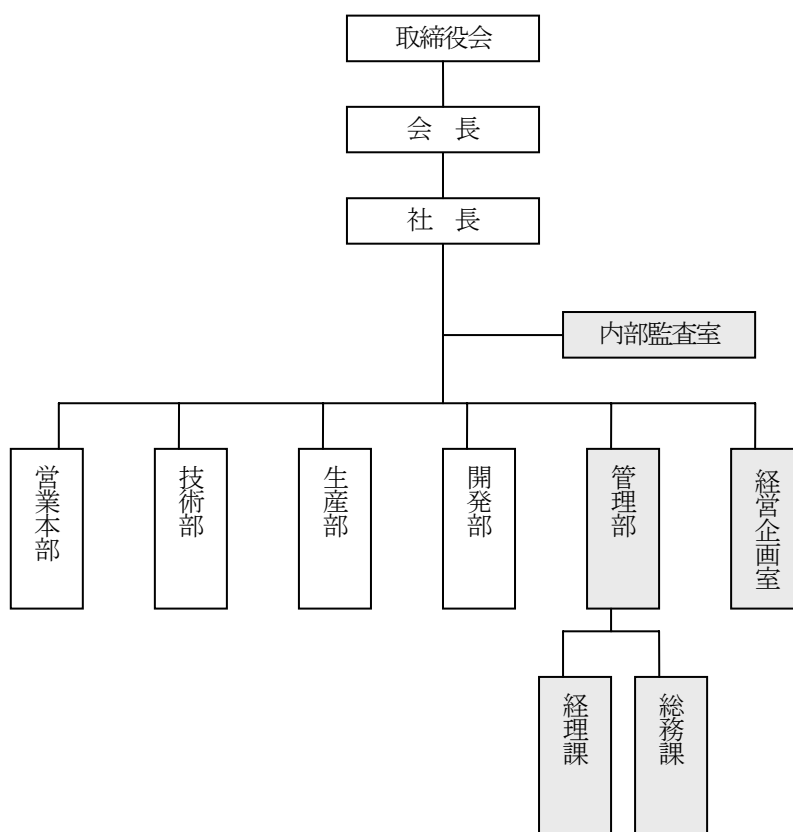 取締役会
会 長
社 長
内部監査室
営業本部
技術部
生産部
開発部
管理部
経営企画室
経理課
総務課